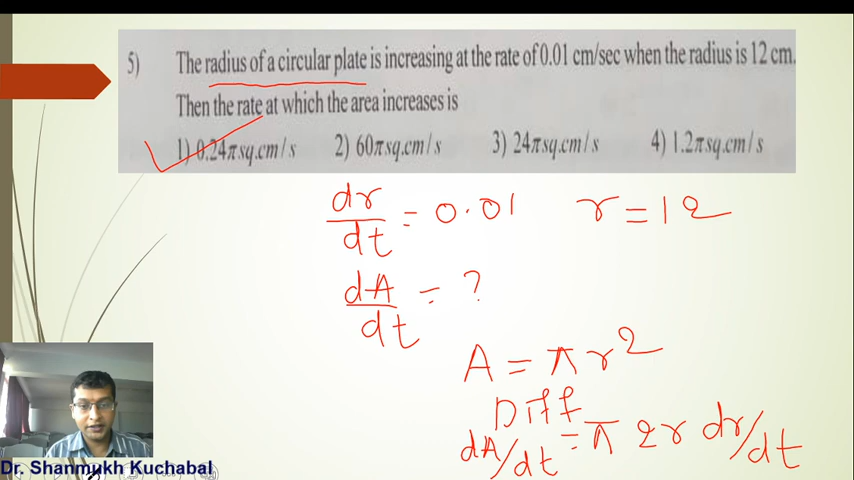 5) The radius of a circular plate is increasing at the rate of 0.01 cm/sec when the radius is 12 cm.
Then the rate at which the area increases is
1) 0.24π sq.cm/s 2) 60π sq.cm/s 3) 24π sq.cm/s 4) 1.2π sq.cm/s
dr/dt = 0.01 r = 12
dA/dt = ?
A = πr²
Diff
dA/dt = π 2r dr/dt
Dr. Shanmukh Kuchabal